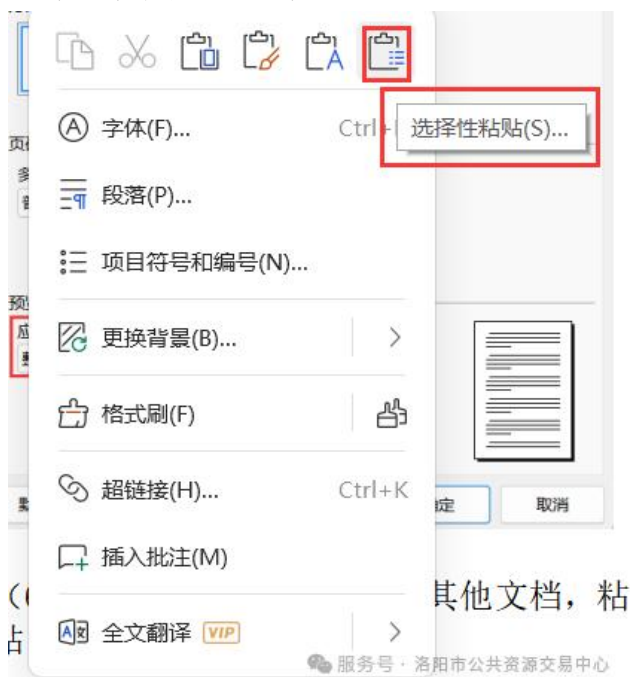 选择性粘贴(S)...
字体(F)...
段落(P)...
项目符号和编号(N)...
更换背景(B)...
格式刷(F)
超链接(H)... Ctrl+K
取消
插入批注(M)
其他文档，粘
全文翻译 VIP
服务号 · 洛阳市公共资源交易中心